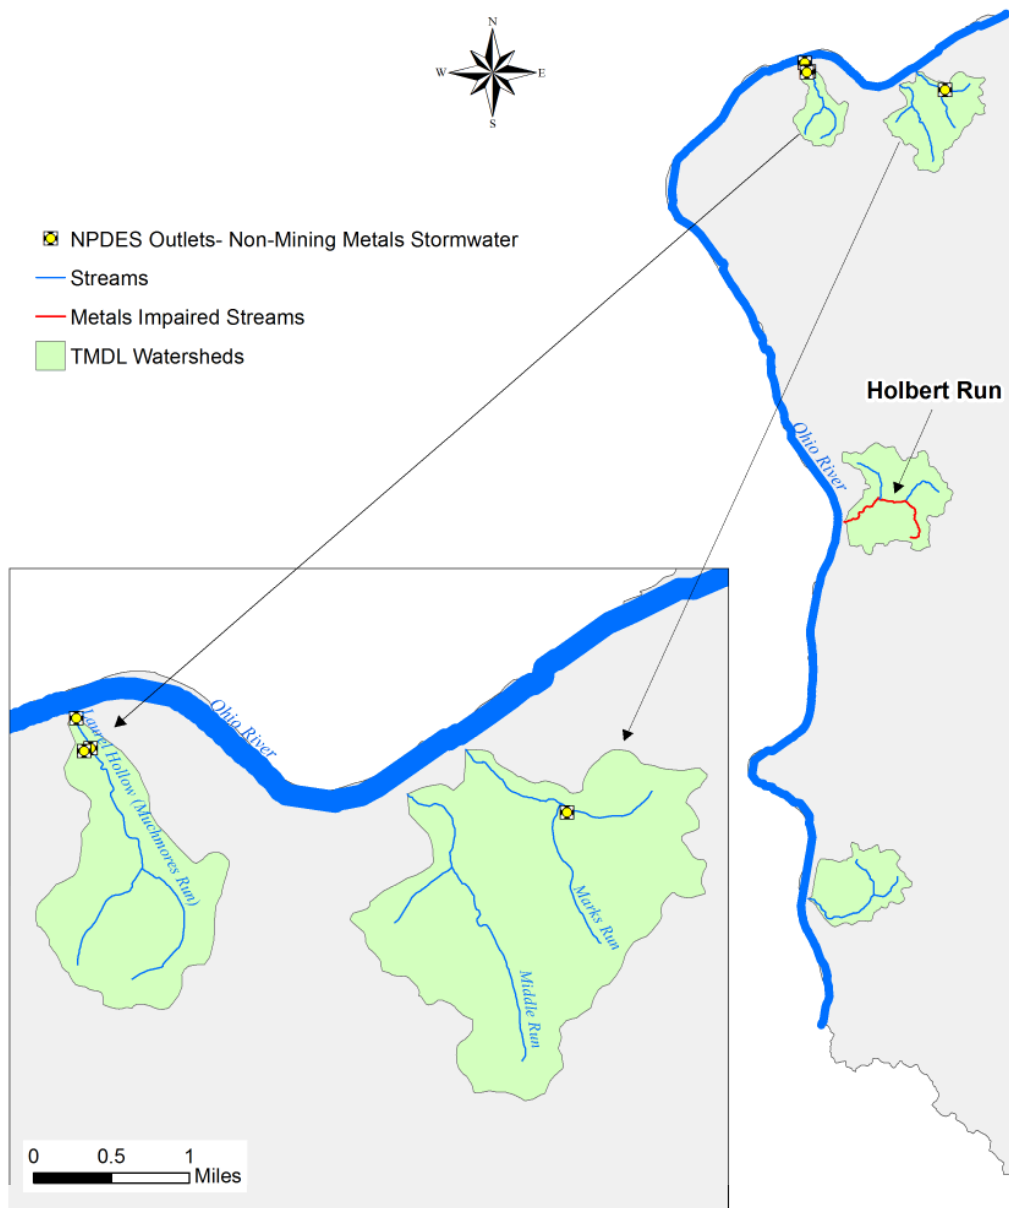 N
W
E
S
NPDES Outlets- Non-Mining Metals Stormwater
Streams
Metals Impaired Streams
TMDL Watersheds
Holbert Run
Ohio River
Ohio River
Laurel Hollow (Muchmores Run)
Marks Run
Middle Run
0 0.5 1
Miles